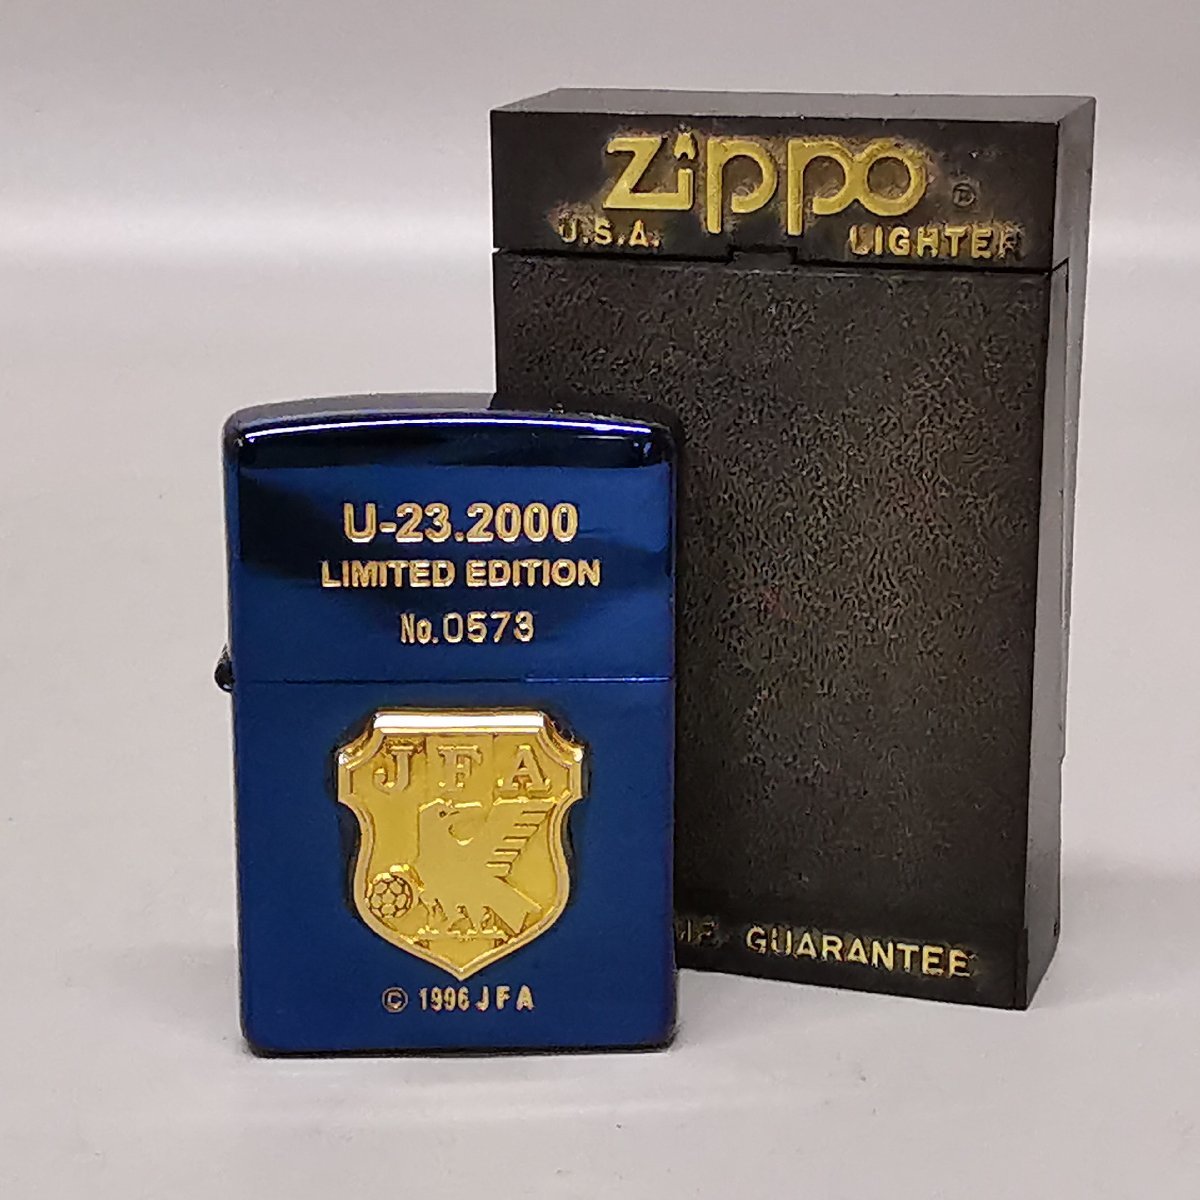 zippo ®
U.S.A. LIGHTER
GUARANTEE
U-23.2000
LIMITED EDITION
No.0573
JFA
© 1996 JFA